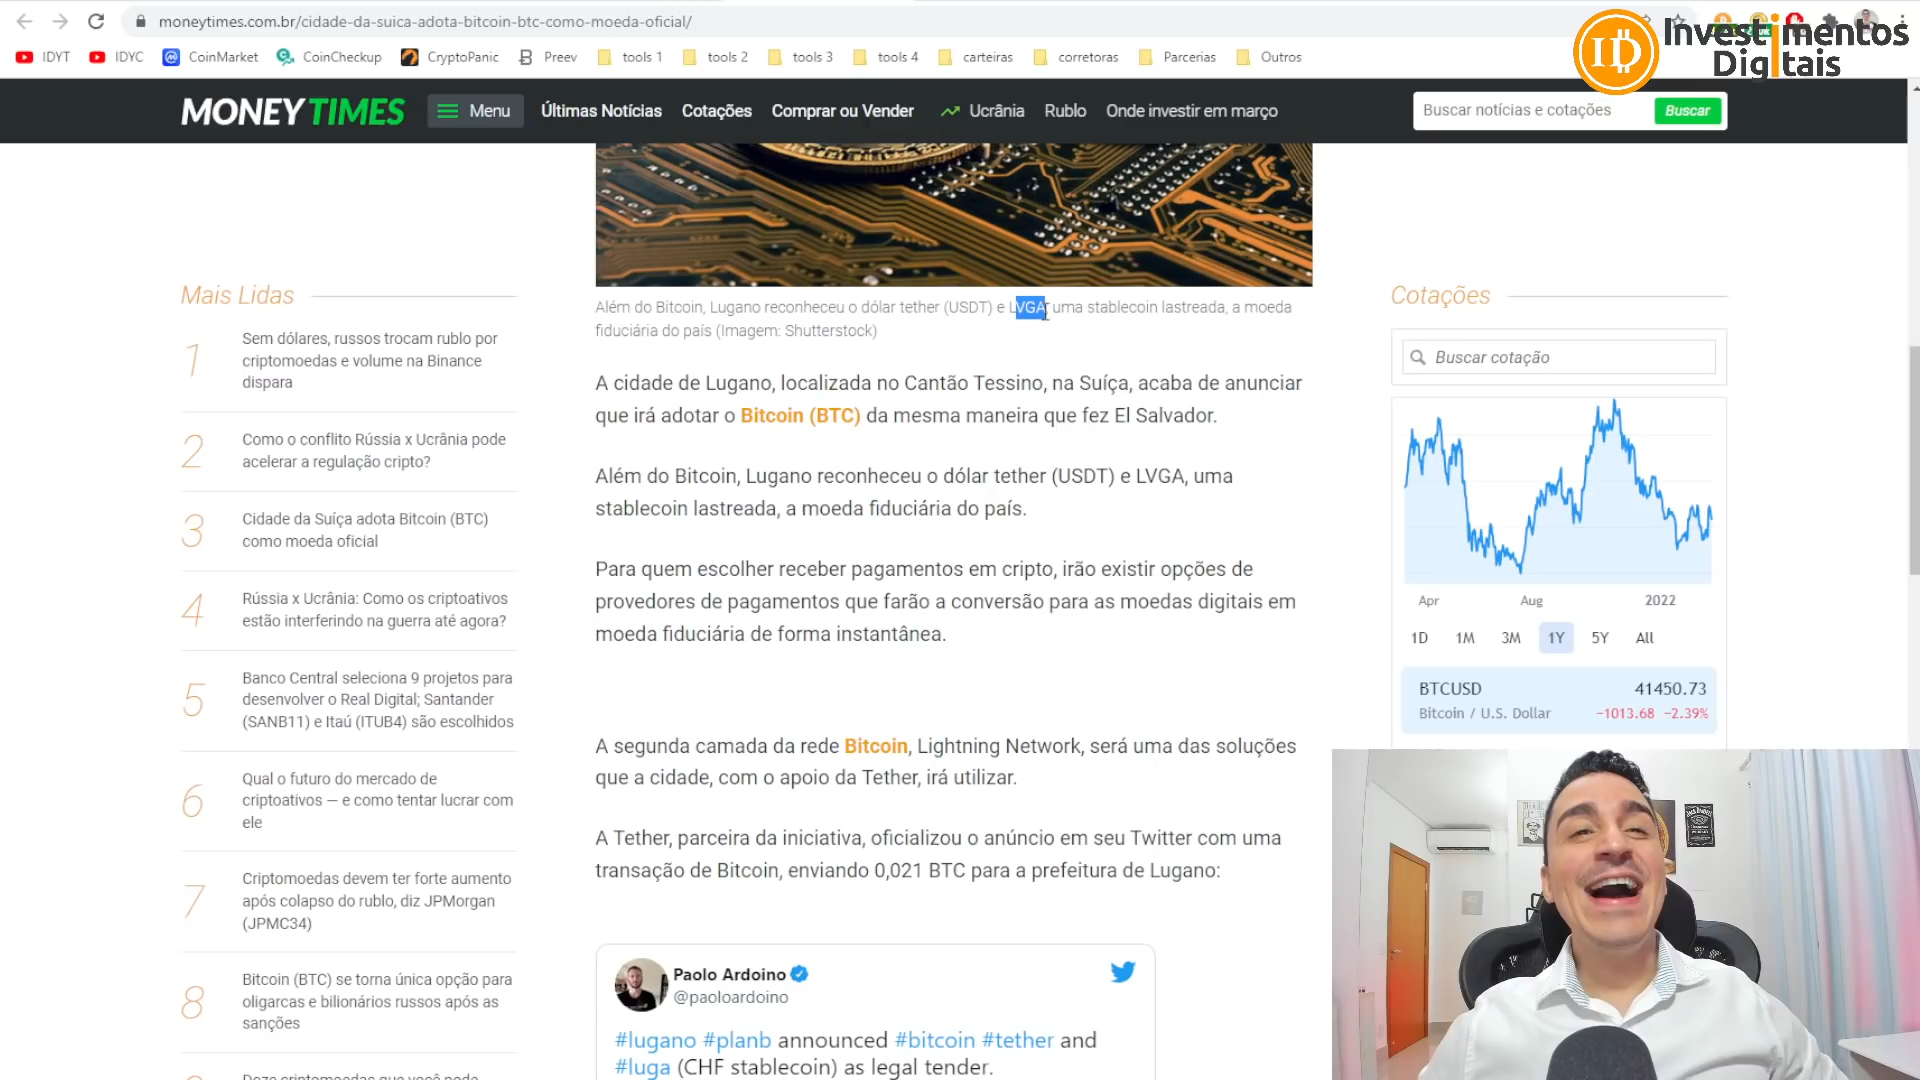 moneytimes.com.br/cidade-da-suica-adota-bitcoin-btc-como-moeda-oficial/
IDYT
IDYC
CoinMarket
CoinCheckup
CryptoPanic
Preev
tools 1
tools 2
tools 3
tools 4
carteiras
corretoras
Parcerias
Outros
ID Investimentos
Digitais
MONEYTIMES
Menu
Últimas Notícias
Cotações
Comprar ou Vender
Ucrânia
Rublo
Onde investir em março
Buscar notícias e cotações
Buscar
Mais Lidas
1
Sem dólares, russos trocam rublo por
criptomoedas e volume na Binance
dispara
2
Como o conflito Rússia x Ucrânia pode
acelerar a regulação cripto?
3
Cidade da Suíça adota Bitcoin (BTC)
como moeda oficial
4
Rússia x Ucrânia: Como os criptoativos
estão interferindo na guerra até agora?
5
Banco Central seleciona 9 projetos para
desenvolver o Real Digital; Santander
(SANB11) e Itaú (ITUB4) são escolhidos
6
Qual o futuro do mercado de
criptoativos — e como tentar lucrar com
ele
7
Criptomoedas devem ter forte aumento
após colapso do rublo, diz JPMorgan
(JPMC34)
8
Bitcoin (BTC) se torna única opção para
oligarcas e bilionários russos após as
sanções
Doze criptomoedas que você pode
Além do Bitcoin, Lugano reconheceu o dólar tether (USDT) e LVGA, uma stablecoin lastreada, a moeda
fiduciária do país (Imagem: Shutterstock)
A cidade de Lugano, localizada no Cantão Tessino, na Suíça, acaba de anunciar
que irá adotar o Bitcoin (BTC) da mesma maneira que fez El Salvador.
Além do Bitcoin, Lugano reconheceu o dólar tether (USDT) e LVGA, uma
stablecoin lastreada, a moeda fiduciária do país.
Para quem escolher receber pagamentos em cripto, irão existir opções de
provedores de pagamentos que farão a conversão para as moedas digitais em
moeda fiduciária de forma instantânea.
A segunda camada da rede Bitcoin, Lightning Network, será uma das soluções
que a cidade, com o apoio da Tether, irá utilizar.
A Tether, parceira da iniciativa, oficializou o anúncio em seu Twitter com uma
transação de Bitcoin, enviando 0,021 BTC para a prefeitura de Lugano:
Paolo Ardoino
@paoloardoino
#lugano #planb announced #bitcoin #tether and
#luga (CHF stablecoin) as legal tender.
Cotações
Buscar cotação
Apr
Aug
2022
1D
1M
3M
1Y
5Y
All
BTCUSD
41450.73
Bitcoin / U.S. Dollar
−1013.68 −2.39%